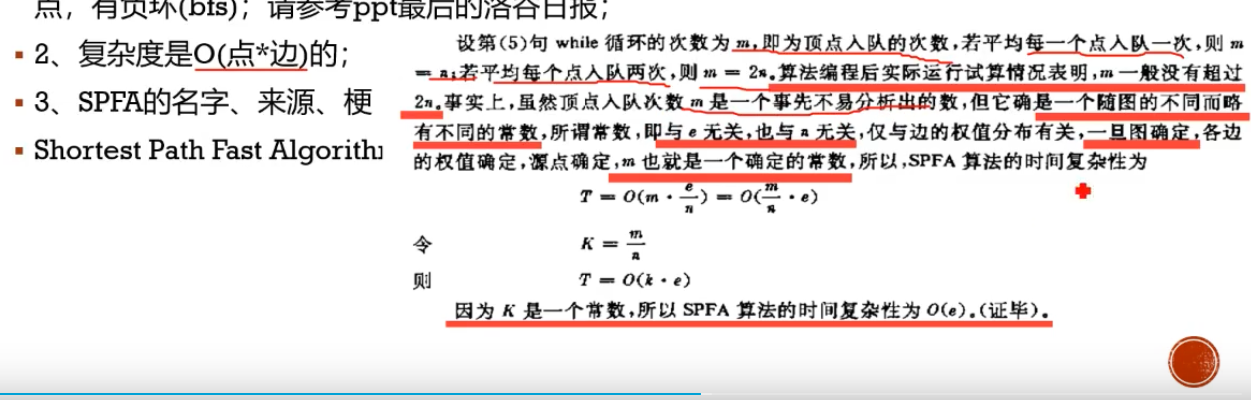 点，有负环(bfs)；请参考ppt最后的洛谷日报；
▪ 2、复杂度是O(点*边)的；
▪ 3、SPFA的名字、来源、梗
▪ Shortest Path Fast Algorith
设第(5)句 while 循环的次数为 m,即为顶点入队的次数,若平均每一个点入队一次,则 m
= n;若平均每个点入队两次,则 m = 2n。算法编程后实际运行试算情况表明,m 一般没有超过
2n。事实上,虽然顶点入队次数 m 是一个事先不易分析出的数,但它确是一个随图的不同而略
有不同的常数,所谓常数,即与 e 无关,也与 n 无关,仅与边的权值分布有关,一旦图确定,各边
的权值确定,源点确定,m 也就是一个确定的常数,所以,SPFA 算法的时间复杂性为
T = O(m · e/n) = O(m/n · e)
令 K = m/n
则 T = O(k · e)
因为 K 是一个常数,所以 SPFA 算法的时间复杂性为 O(e)。(证毕)。